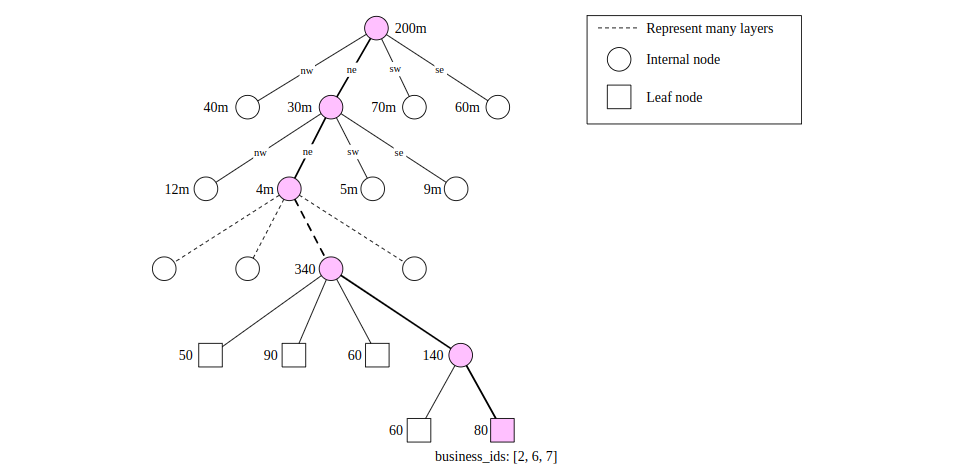 200m
Represent many layers
Internal node
Leaf node
nw
ne
sw
se
40m
30m
70m
60m
nw
ne
sw
se
12m
4m
5m
9m
340
50
90
60
140
60
80
business_ids: [2, 6, 7]